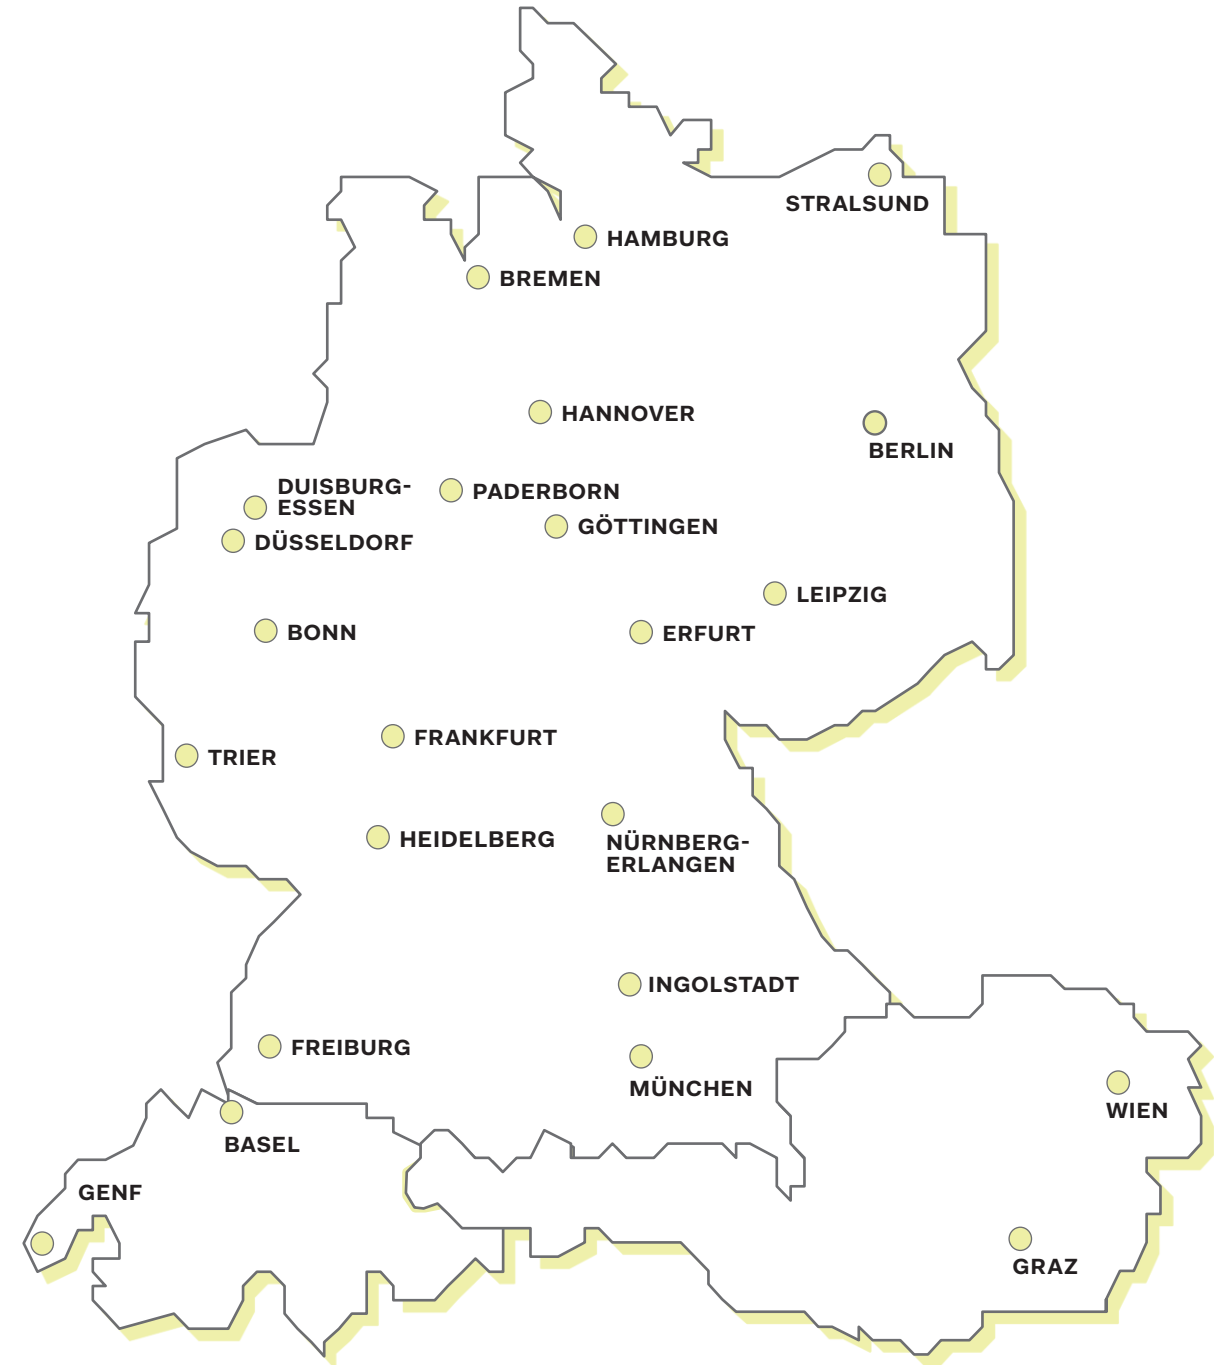 STRALSUND
HAMBURG
BREMEN
HANNOVER
BERLIN
DUISBURG-
ESSEN
PADERBORN
GÖTTINGEN
DÜSSELDORF
LEIPZIG
BONN
ERFURT
FRANKFURT
TRIER
HEIDELBERG
NÜRNBERG-
ERLANGEN
INGOLSTADT
FREIBURG
MÜNCHEN
WIEN
BASEL
GENF
GRAZ